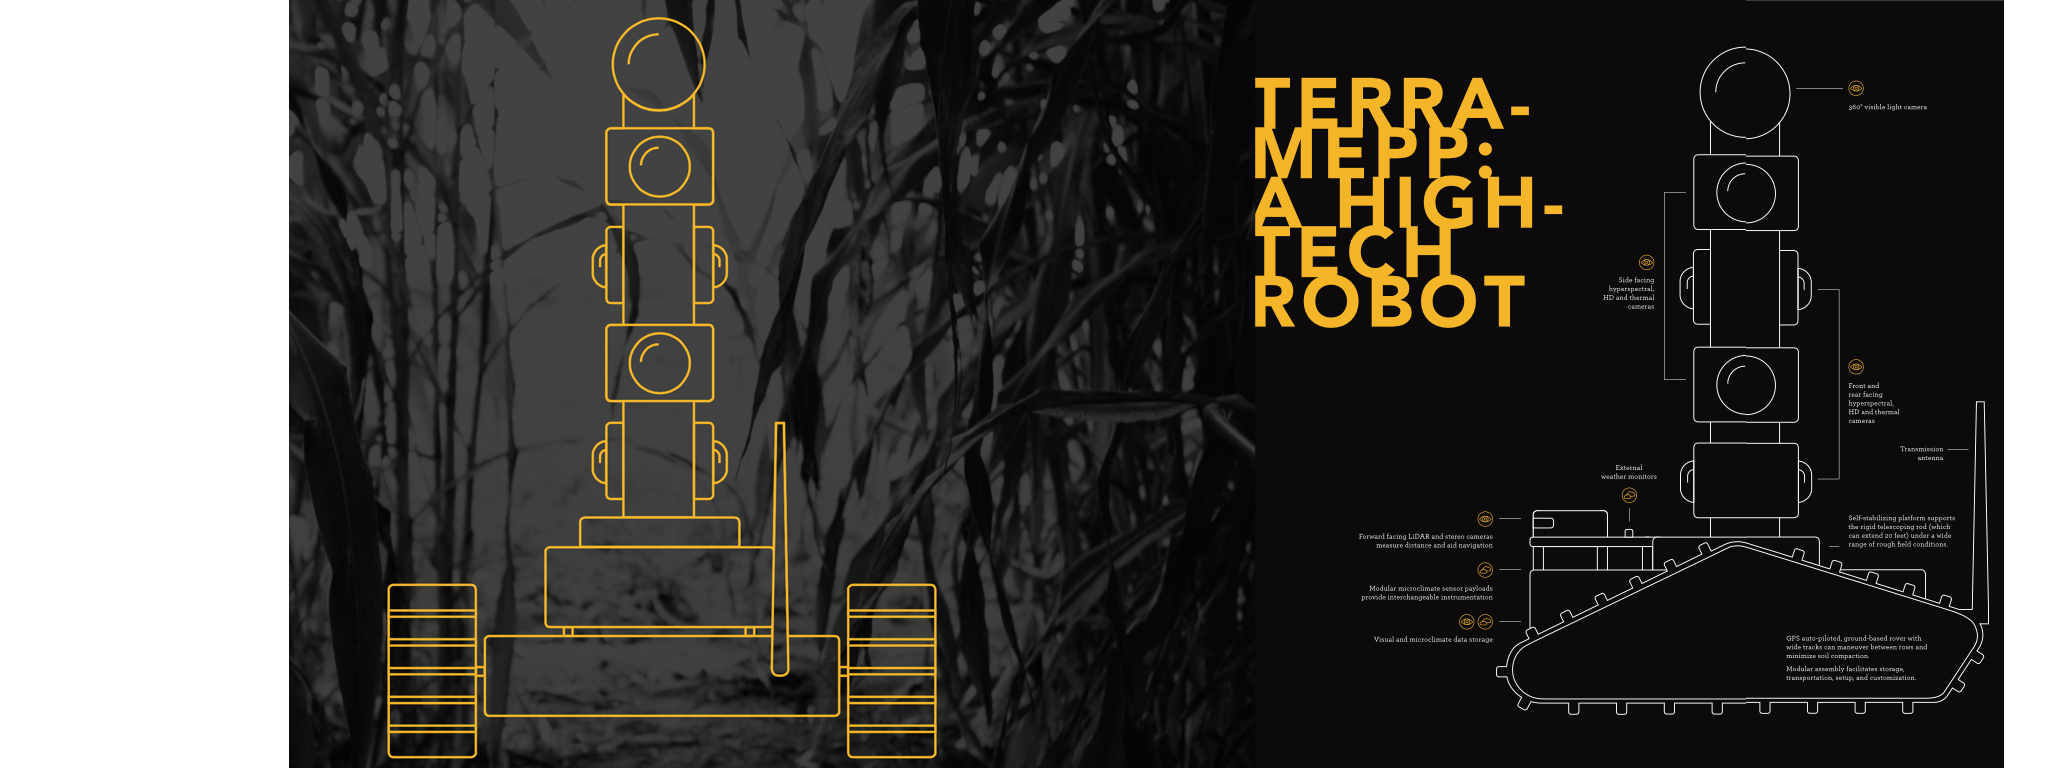 TERRA-
MEPP:
A HIGH-
TECH
ROBOT
360° visible light camera
Side facing
hyperspectral,
HD and thermal
cameras
Front and
rear facing
hyperspectral,
HD and thermal
cameras
Transmission
antenna
External
weather monitors
Forward facing LiDAR and stereo cameras
measure distance and aid navigation
Self-stabilizing platform supports
the rigid telescoping rod (which
can extend 20 feet) under a wide
range of rough field conditions.
Modular microclimate sensor payloads
provide interchangeable instrumentation
Visual and microclimate data storage
GPS auto-piloted, ground-based rover with
wide tracks can maneuver between rows and
minimize soil compaction.
Modular assembly facilitates storage,
transportation, setup, and customization.